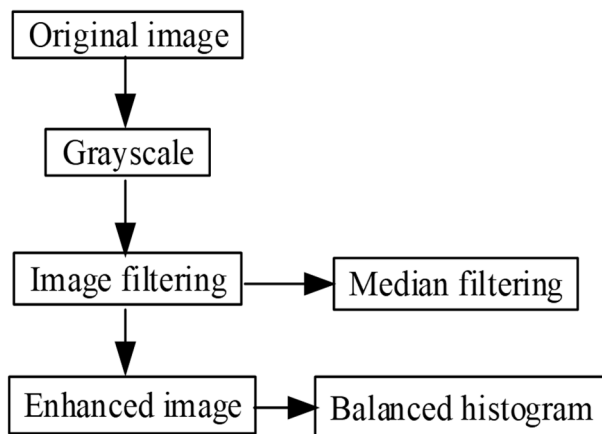 Original image
Grayscale
Image filtering
Median filtering
Enhanced image
Balanced histogram